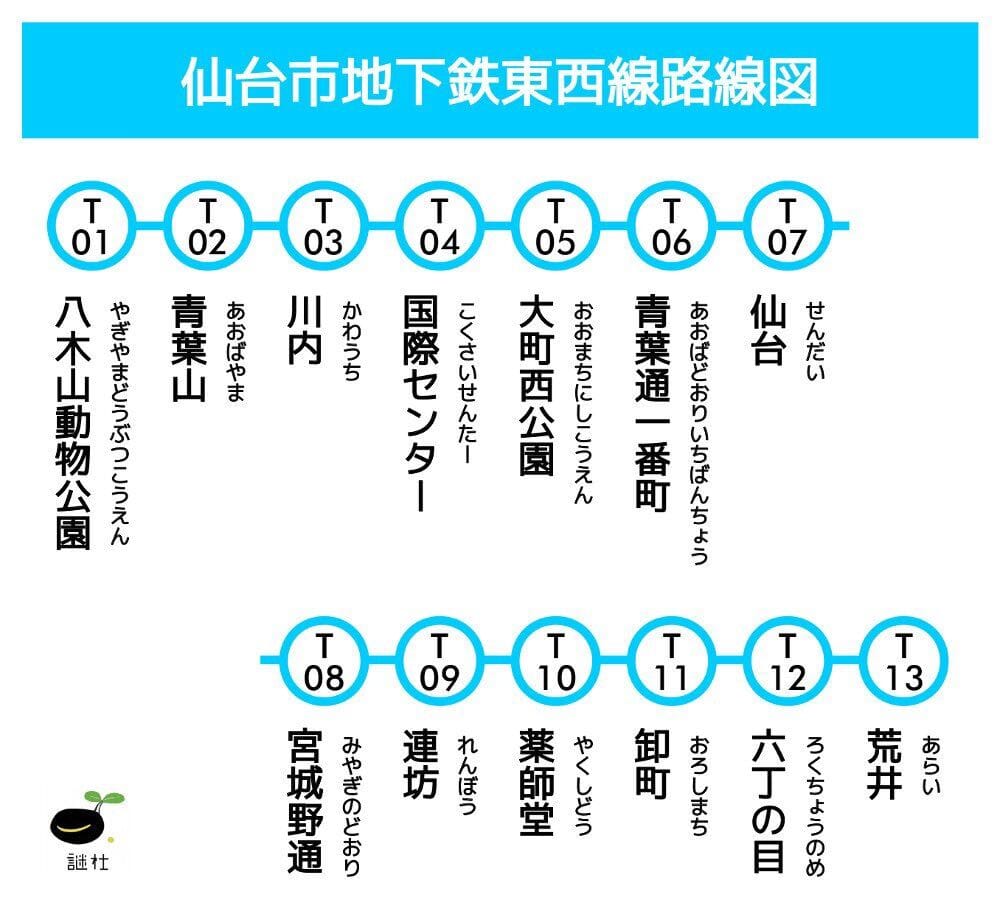 仙台市地下鉄東西線路線図
T
01
八木山動物公園
やぎやまどうぶつこうえん
T
02
青葉山
あおばやま
T
03
川内
かわうち
T
04
国際センター
こくさいせんたー
T
05
大町西公園
おおまちにしこうえん
T
06
青葉通一番町
あおばどおりいちばんちょう
T
07
仙台
せんだい
T
08
宮城野通
みやぎのどおり
T
09
連坊
れんぼう
T
10
薬師堂
やくしどう
T
11
卸町
おろしまち
T
12
六丁の目
ろくちょうのめ
T
13
荒井
あらい
謎杜